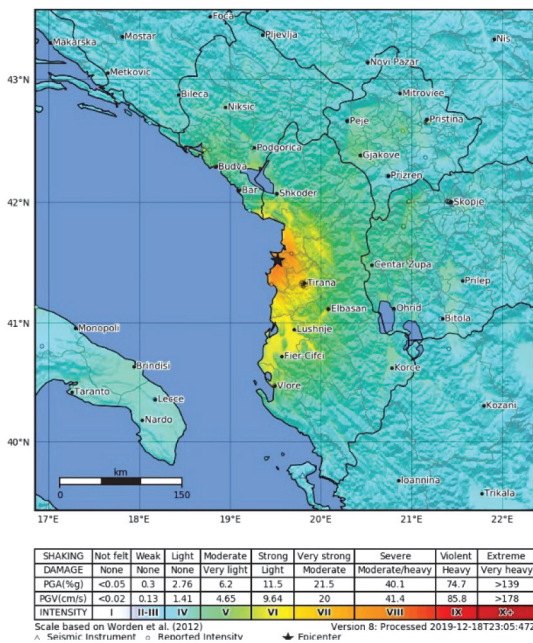 Foca
Pljevlja
Mostar
Makarska
Nis
43°N
Metkovic
Novi Pazar
Bileca
Mitrovice
Niksic
Peje
Pristina
Podgorica
Gjakove
Budva
Prizren
Bar
Shkoder
42°N
Skopje
Centar Zupa
Tirana
Prilep
Elbasan
Ohrid
Bitola
41°N
Monopoli
Lushnje
Fier Cifci
Korce
Brindisi
Vlore
Taranto
Lecce
Kozani
Nardo
40°N
km
0 150
Ioannina
Trikala
17°E 18°E 19°E 20°E 21°E 22°E
SHAKING Not felt Weak Light Moderate Strong Very strong Severe Violent Extreme
DAMAGE None None None Very light Light Moderate Moderate/heavy Heavy Very heavy
PGA(%g) <0.05 0.3 2.76 6.2 11.5 21.5 40.1 74.7 >139
PGV(cm/s) <0.02 0.13 1.41 4.65 9.64 20 41.4 85.8 >178
INTENSITY I II-III IV V VI VII VIII IX X+
Scale based on Worden et al. (2012) Version 8: Processed 2019-12-18T23:05:47Z
△ Seismic Instrument ○ Reported Intensity ★ Epicenter